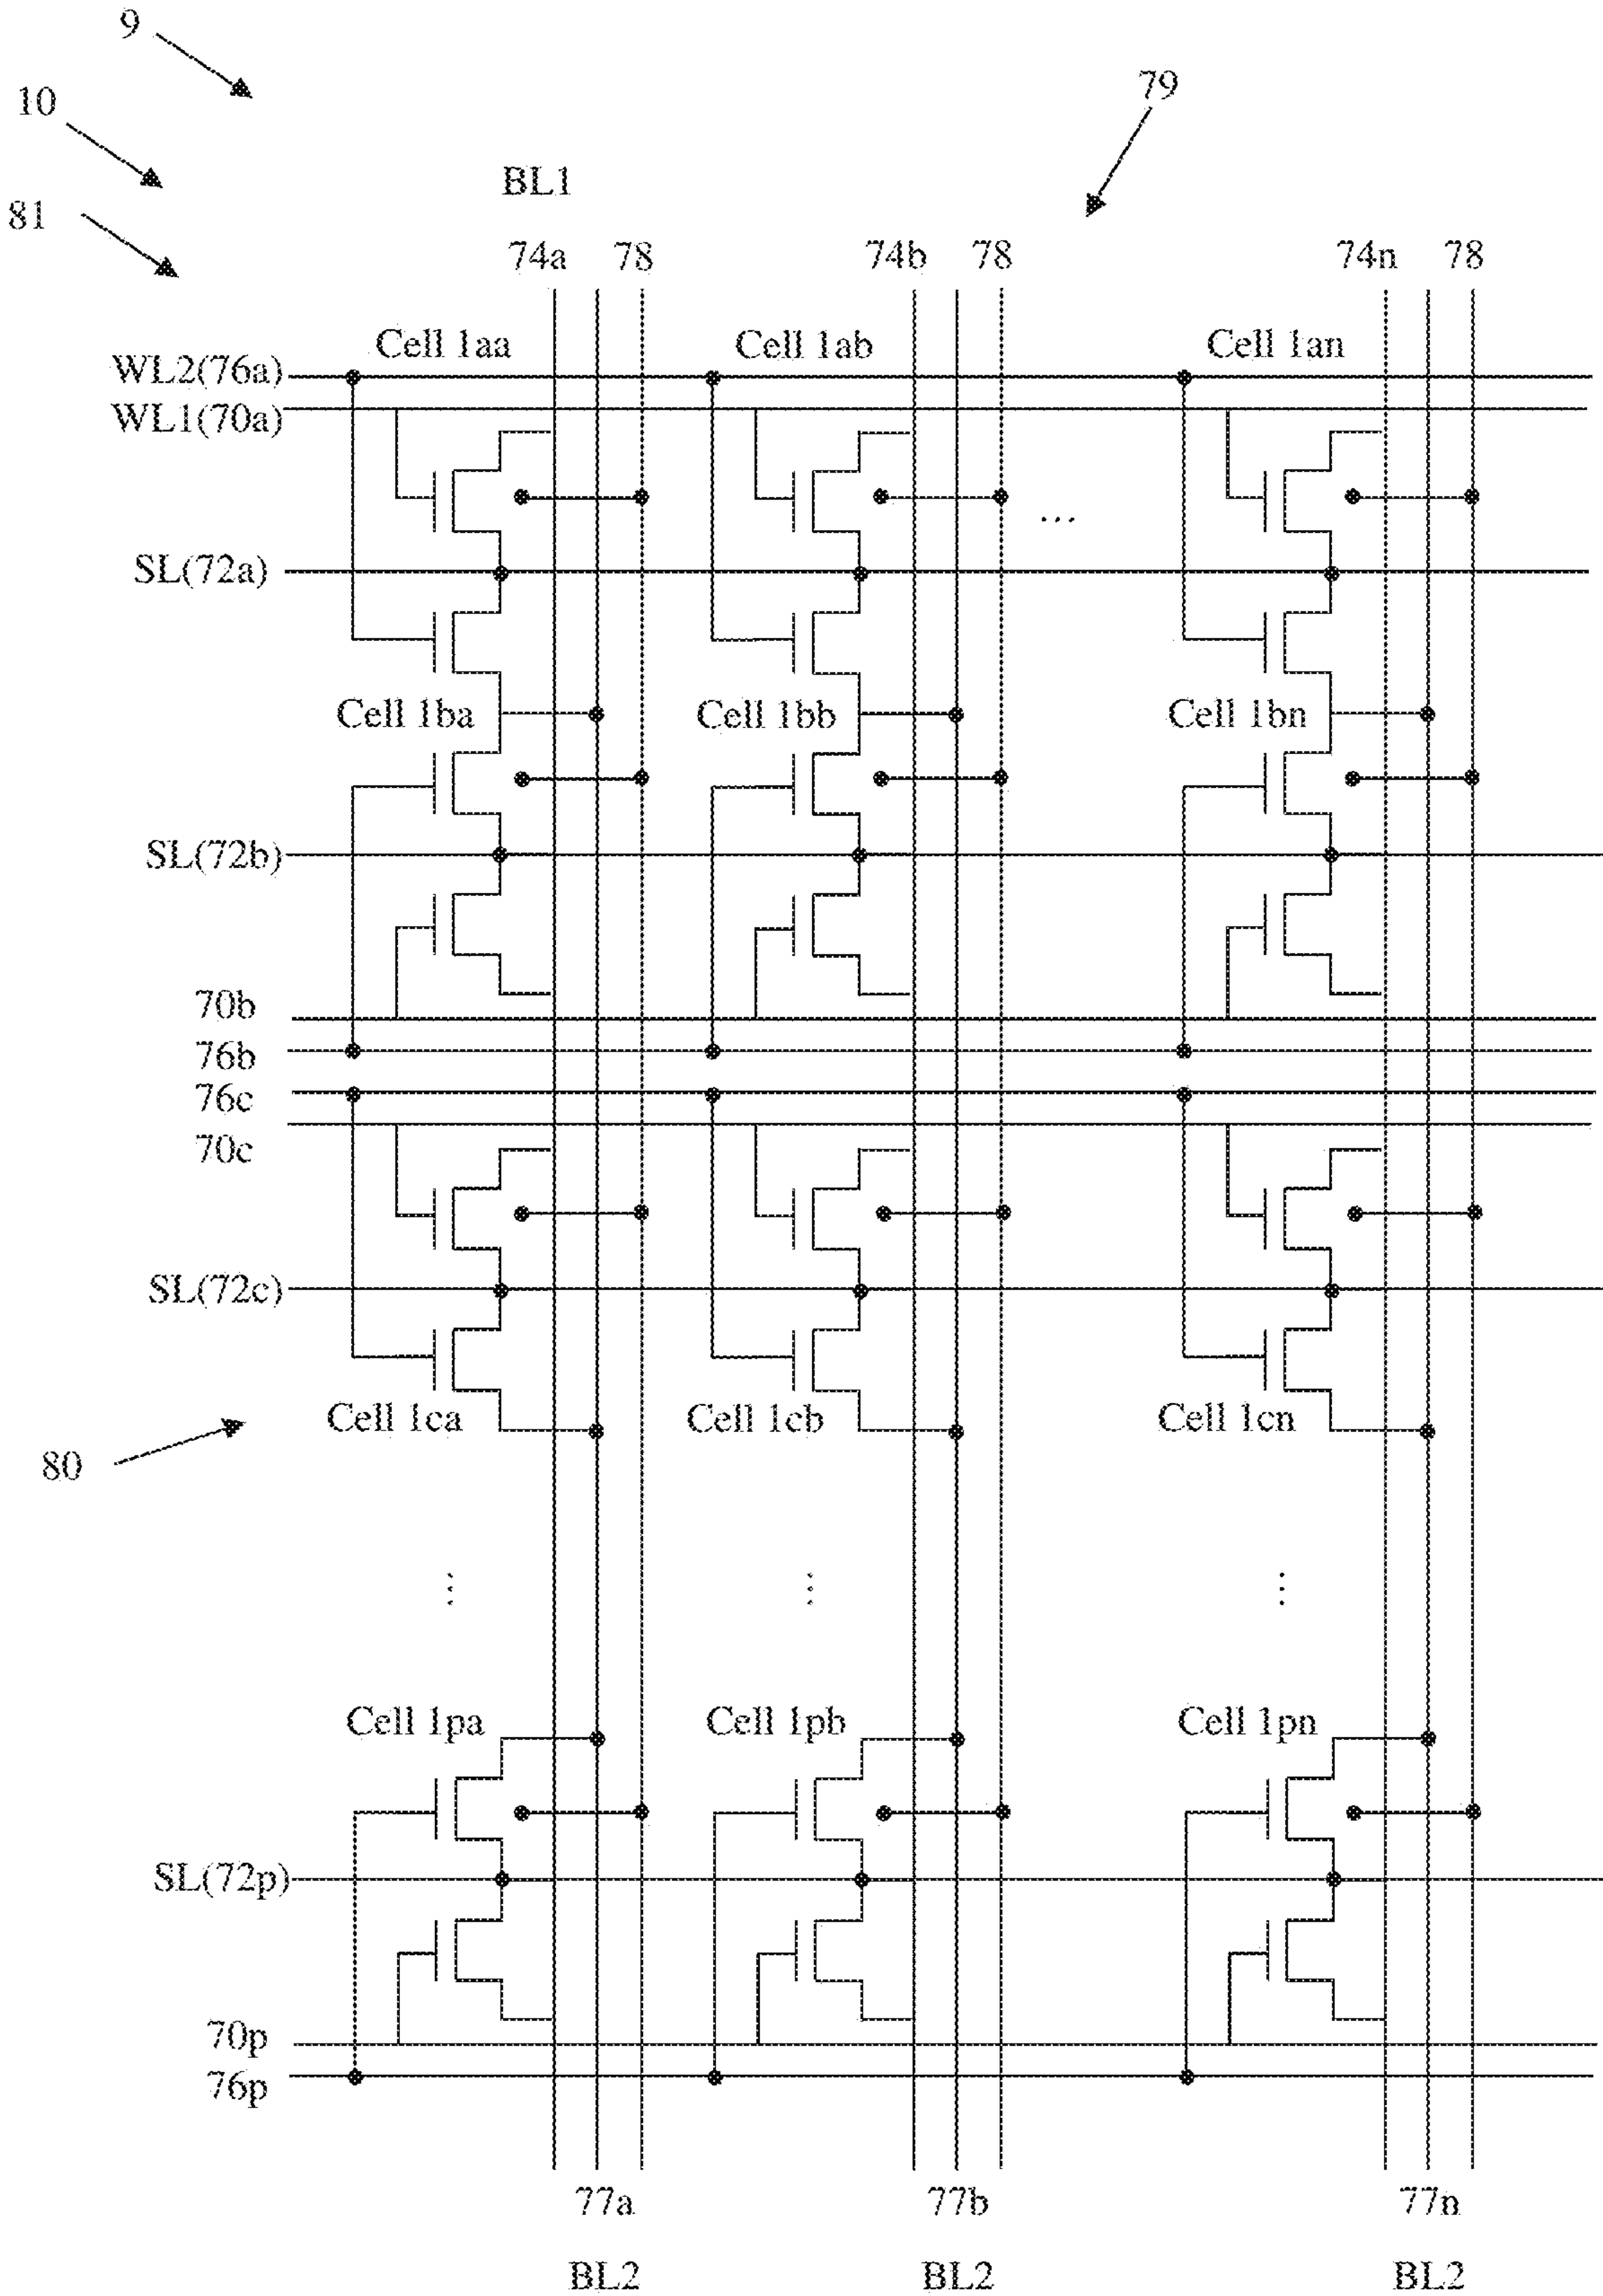 9
10
79
BL1
81
74a 78 74b 78 74n 78
Cell 1aa Cell 1ab Cell 1an
WL2(76a)
WL1(70a)
...
SL(72a)
Cell 1ba Cell 1bb Cell 1bn
SL(72b)
70b
76b
76c
70c
SL(72c)
Cell 1ca Cell 1cb Cell 1cn
80
... ... ...
Cell 1pa Cell 1pb Cell 1pn
SL(72p)
70p
76p
77a 77b 77n
BL2 BL2 BL2